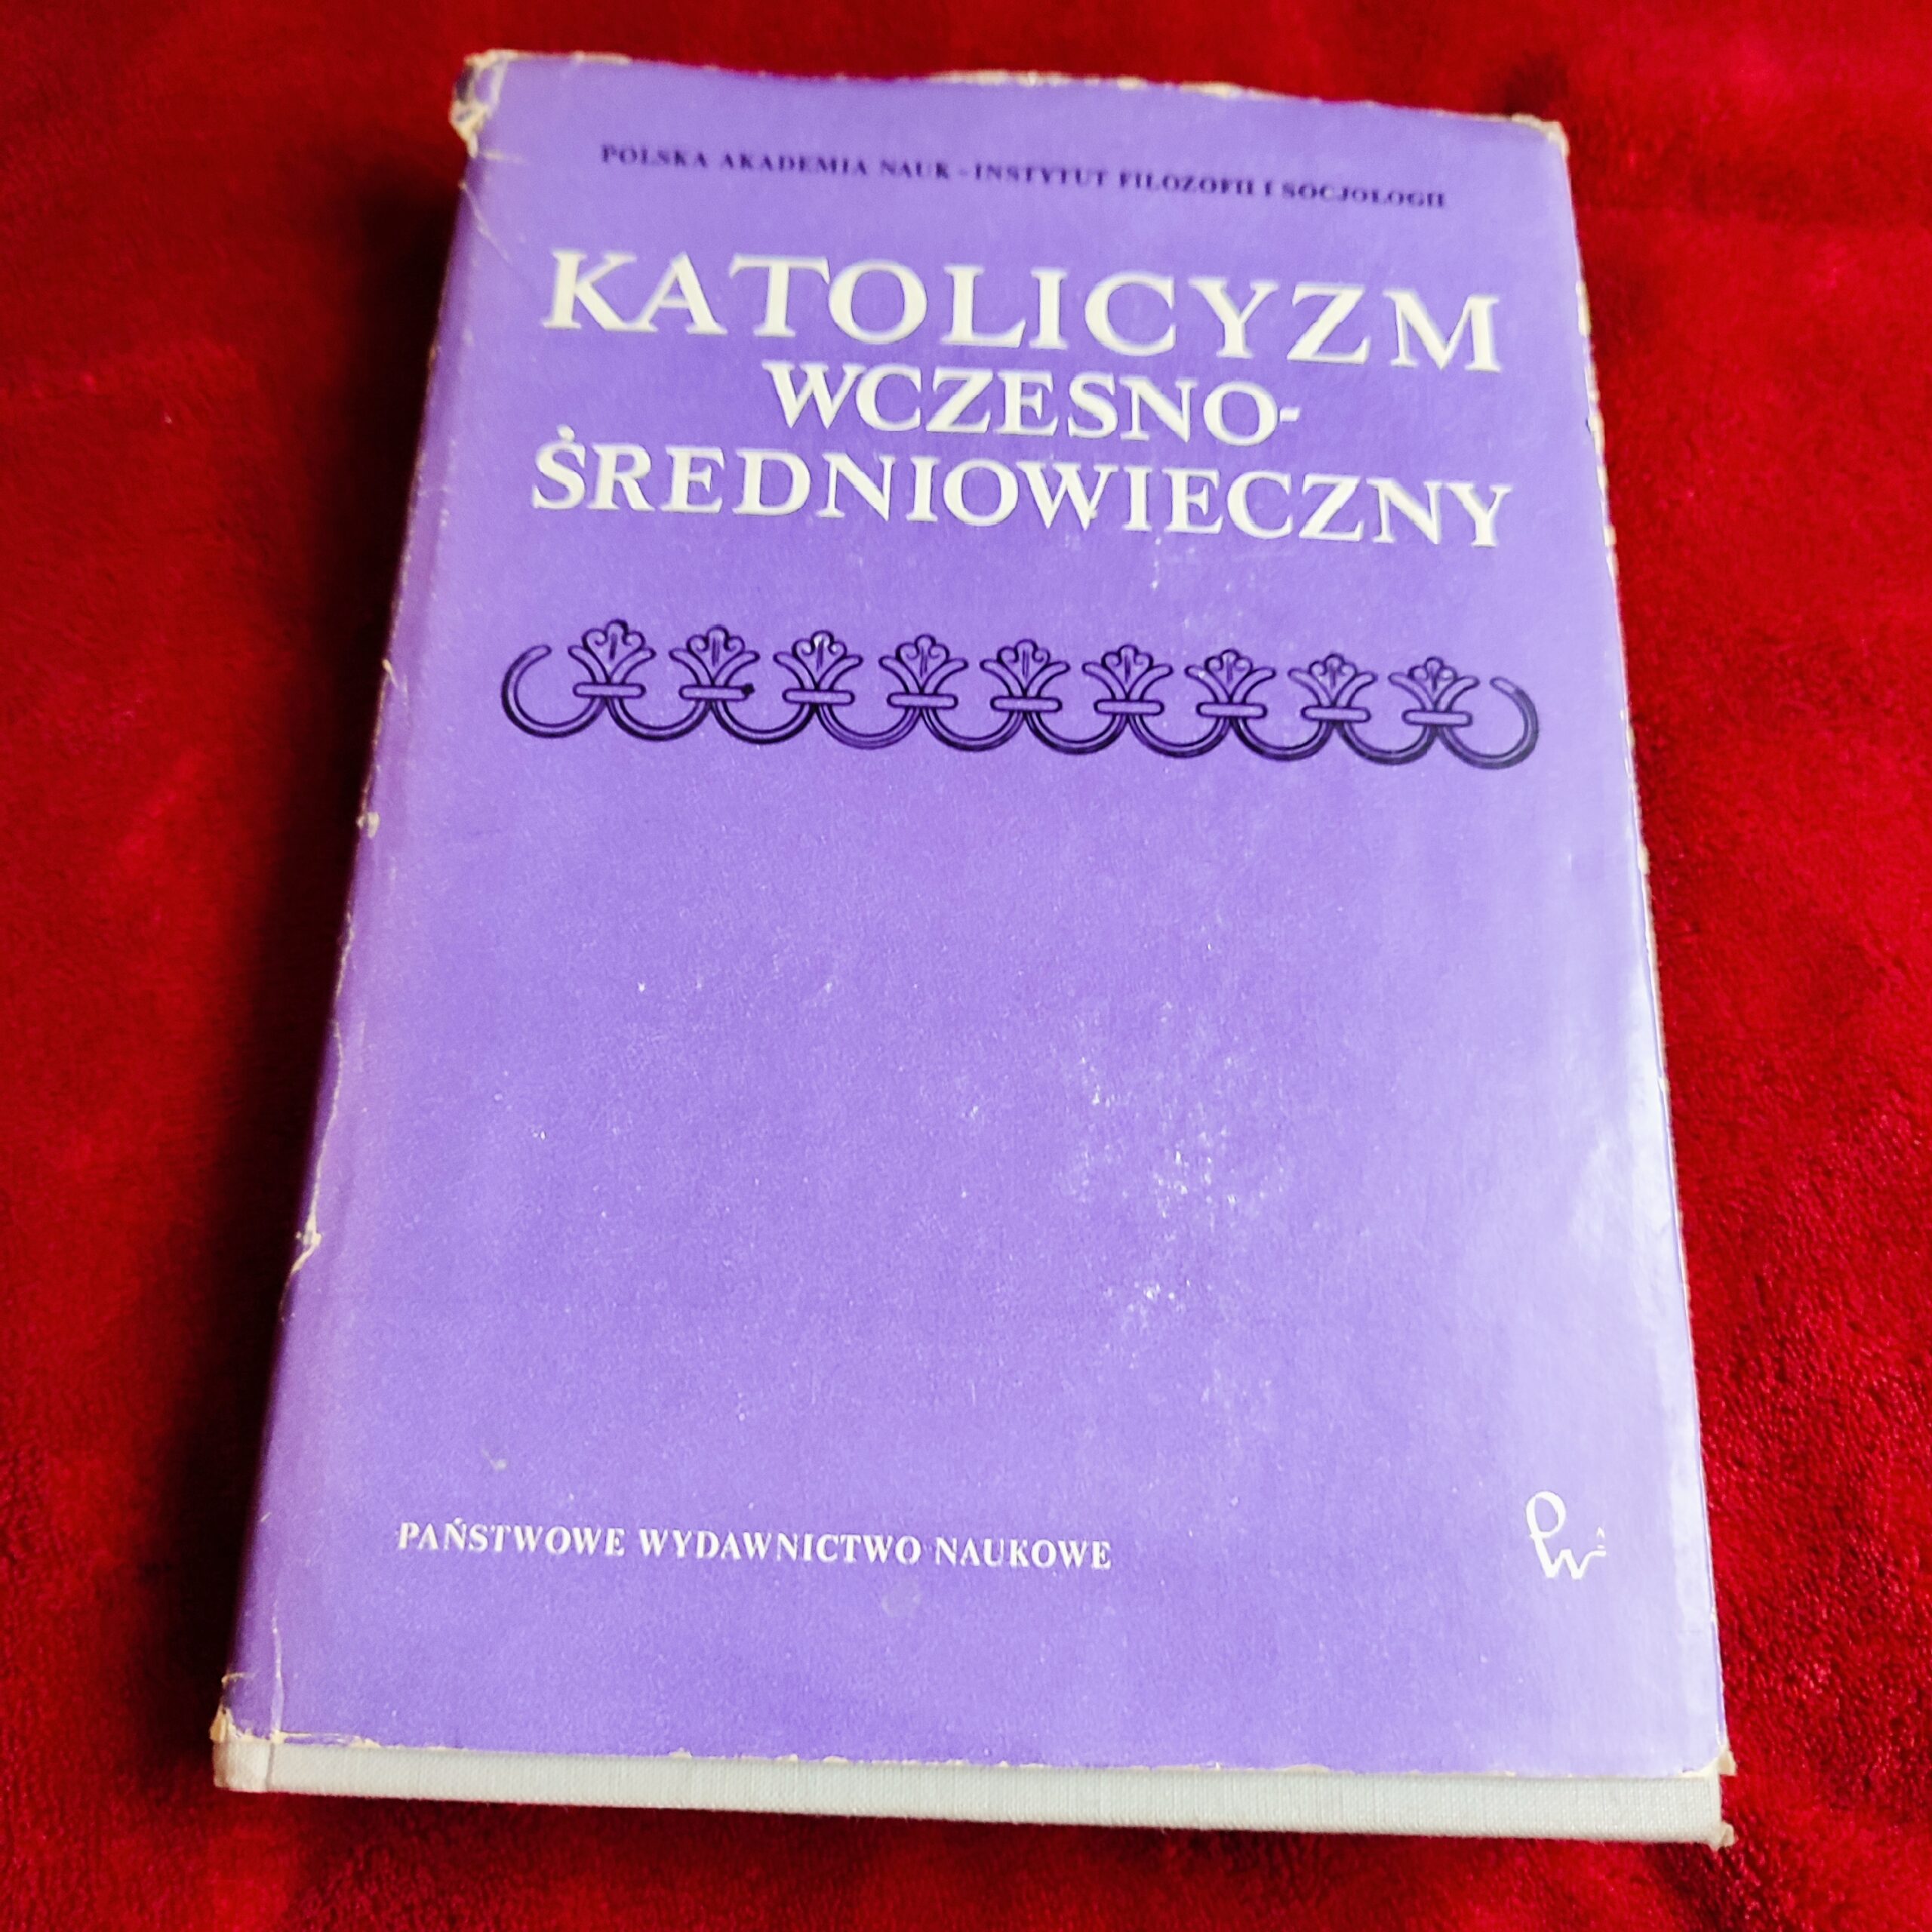 POLSKA AKADEMIA NAUK - INSTYTUT FILOZOFII I SOCJOLOGII
KATOLICYZM
WCZESNO-
ŚREDNIOWIECZNY
PAŃSTWOWE WYDAWNICTWO NAUKOWE